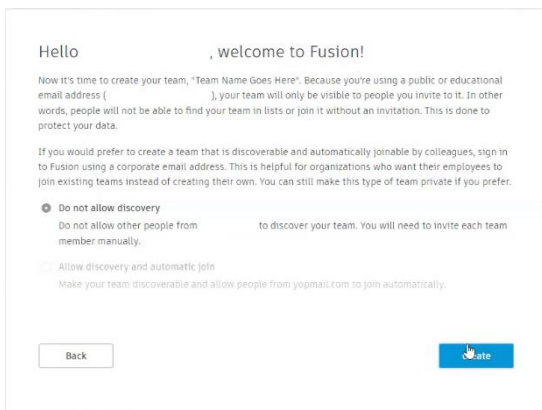 Hello , welcome to Fusion!
Now it's time to create your team, "Team Name Goes Here". Because you're using a public or educational
email address ( ), your team will only be visible to people you invite to it. In other
words, people will not be able to find your team in lists or join it without an invitation. This is done to
protect your data.
If you would prefer to create a team that is discoverable and automatically joinable by colleagues, sign in
to Fusion using a corporate email address. This is helpful for organizations who want their employees to
join existing teams instead of creating their own. You can still make this type of team private if you prefer.
Do not allow discovery
Do not allow other people from to discover your team. You will need to invite each team
member manually.
Allow discovery and automatic join
Make your team discoverable and allow people from yopmail.com to join automatically.
Back